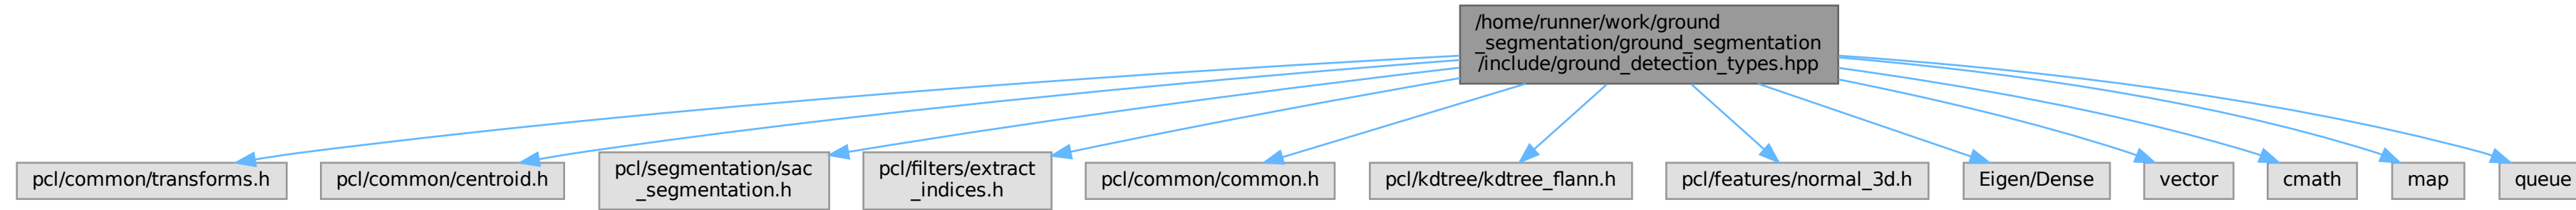 /home/runner/work/ground
_segmentation/ground_segmentation
/include/ground_detection_types.hpp
pcl/common/transforms.h
pcl/common/centroid.h
pcl/segmentation/sac
_segmentation.h
pcl/filters/extract
_indices.h
pcl/common/common.h
pcl/kdtree/kdtree_flann.h
pcl/features/normal_3d.h
Eigen/Dense
vector
cmath
map
queue